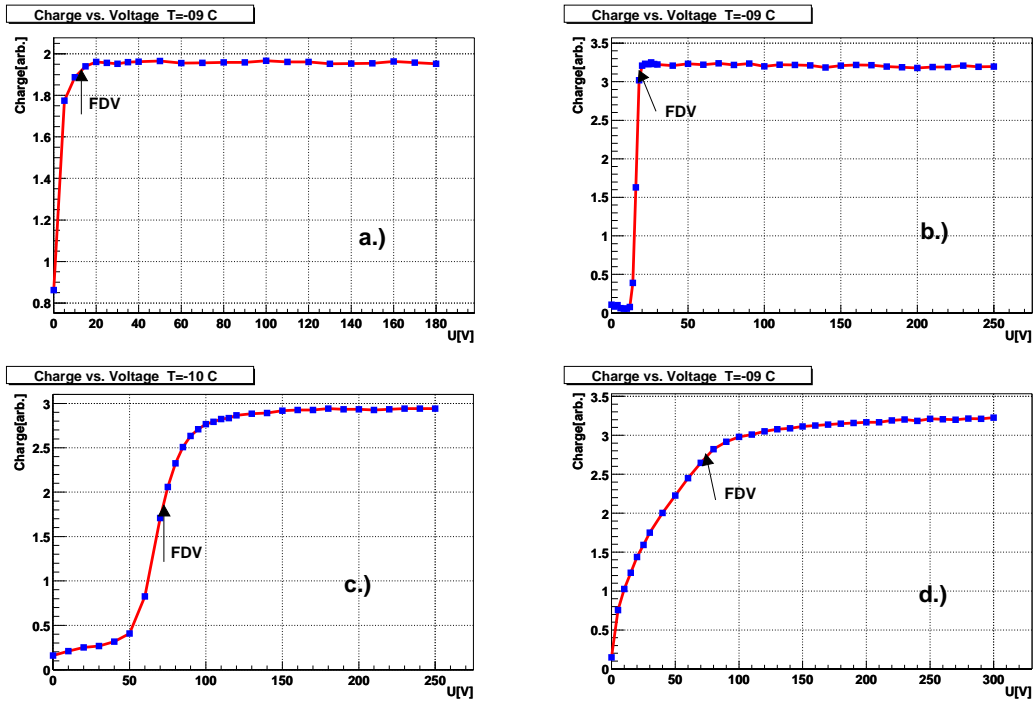 Charge vs. Voltage T=-09 C
Charge[arb.]
2
1.8
1.6
1.4
1.2
1
0.8
FDV
a.)
0 20 40 60 80 100 120 140 160 180
U[V]
Charge vs. Voltage T=-09 C
Charge[arb.]
3.5
3
2.5
2
1.5
1
0.5
0
FDV
b.)
0 50 100 150 200 250
U[V]
Charge vs. Voltage T=-10 C
Charge[arb.]
3
2.5
2
1.5
1
0.5
0
FDV
c.)
0 50 100 150 200 250
U[V]
Charge vs. Voltage T=-09 C
Charge[arb.]
3.5
3
2.5
2
1.5
1
0.5
0
FDV
d.)
0 50 100 150 200 250 300
U[V]